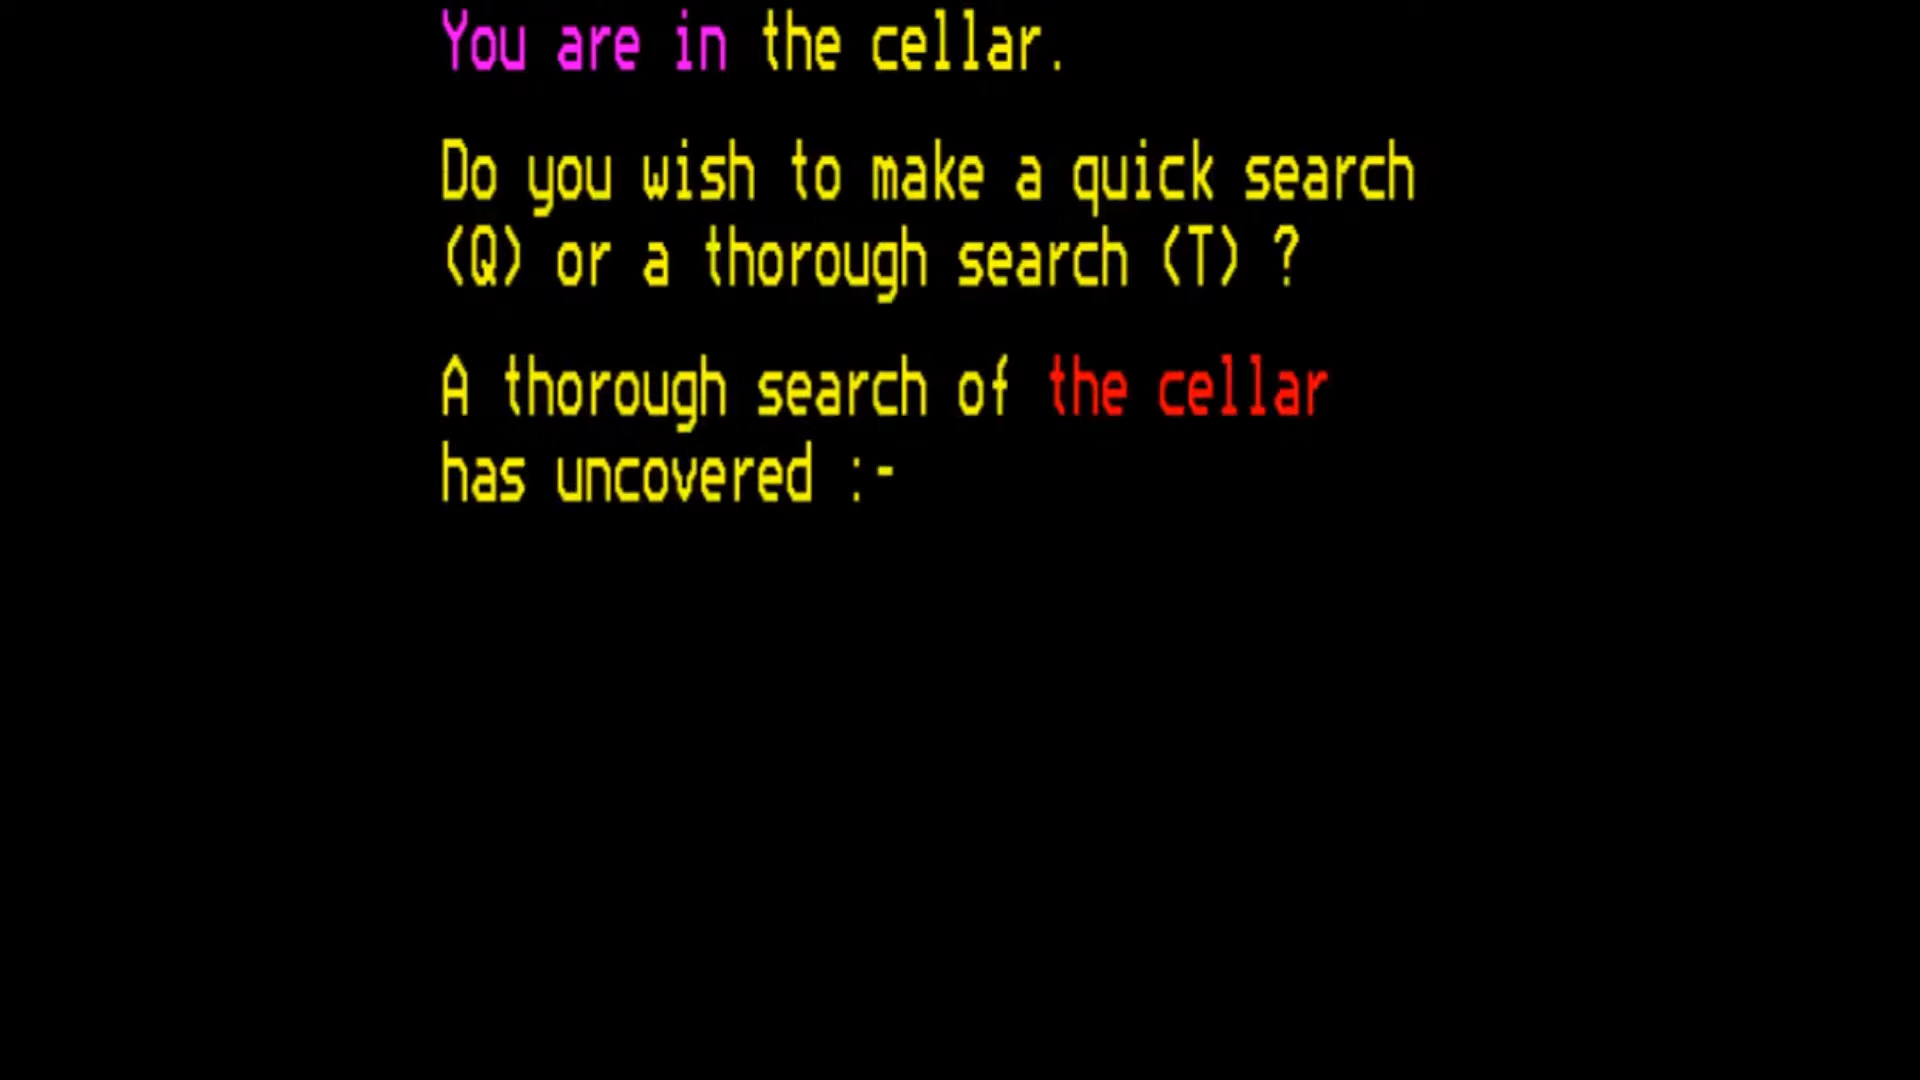 You are in the cellar.
Do you wish to make a quick search
(Q) or a thorough search (T) ?
A thorough search of the cellar
has uncovered :-